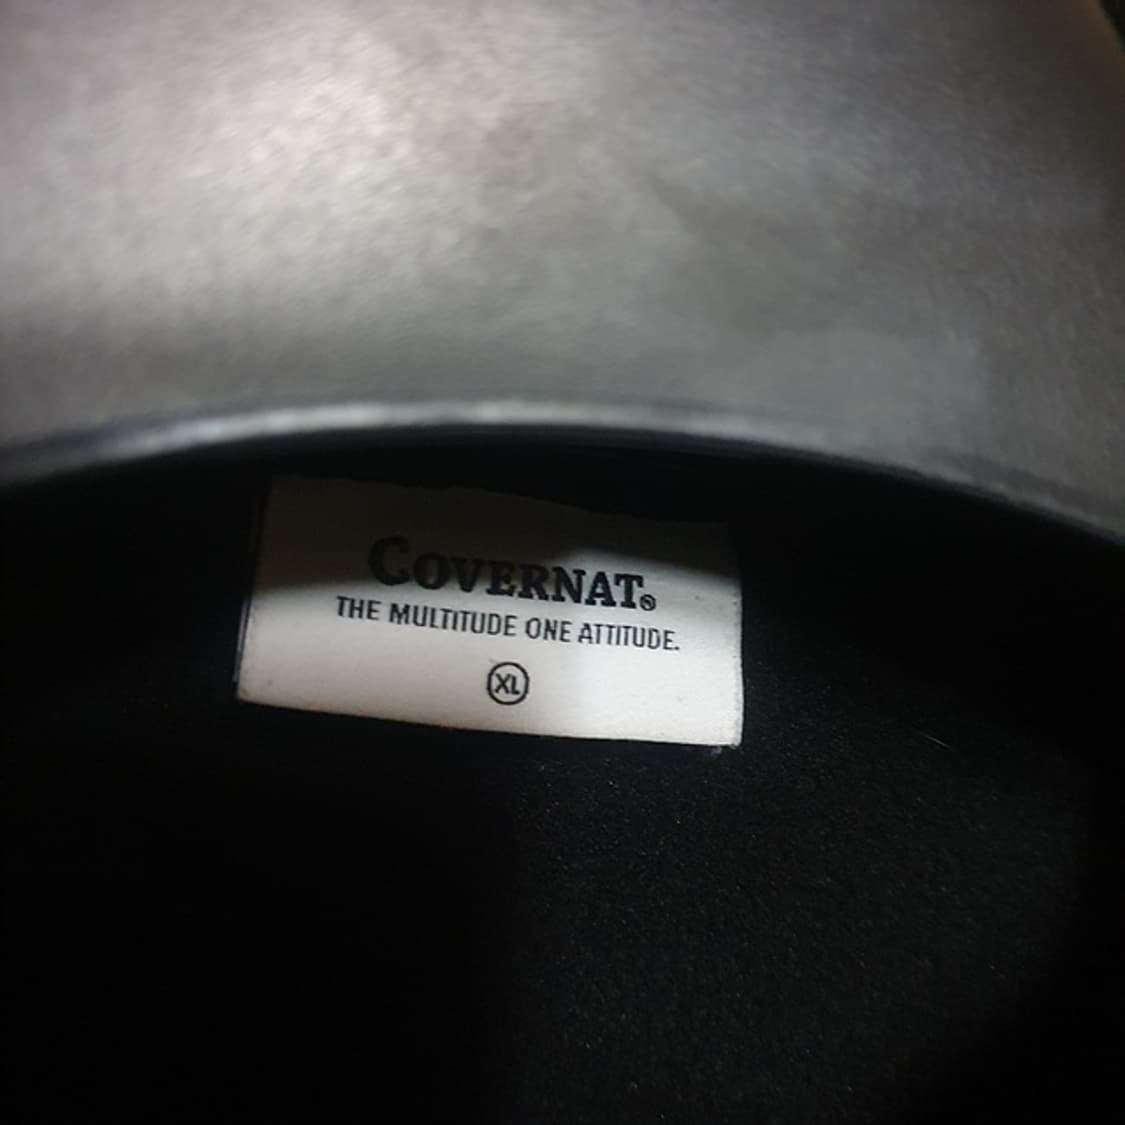 COVERNAT®
THE MULTITUDE ONE ATTITUDE.
XL